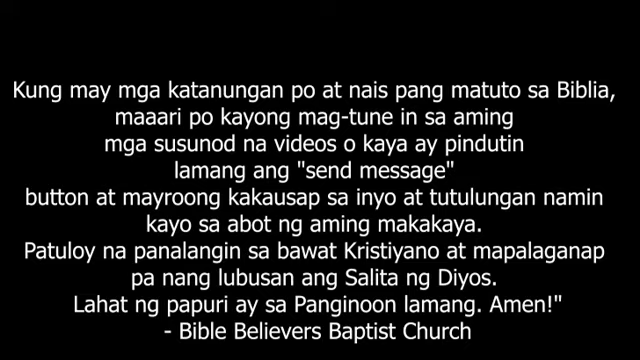 Kung may mga katanungan po at nais pang matuto sa Biblia,
maaari po kayong mag-tune in sa aming
mga susunod na videos o kaya ay pindutin
lamang ang "send message"
button at mayroong kakausap sa inyo at tutulungan namin
kayo sa abot ng aming makakaya.
Patuloy na panalangin sa bawat Kristiyano at mapalaganap
pa nang lubusan ang Salita ng Diyos.
Lahat ng papuri ay sa Panginoon lamang. Amen!"
- Bible Believers Baptist Church